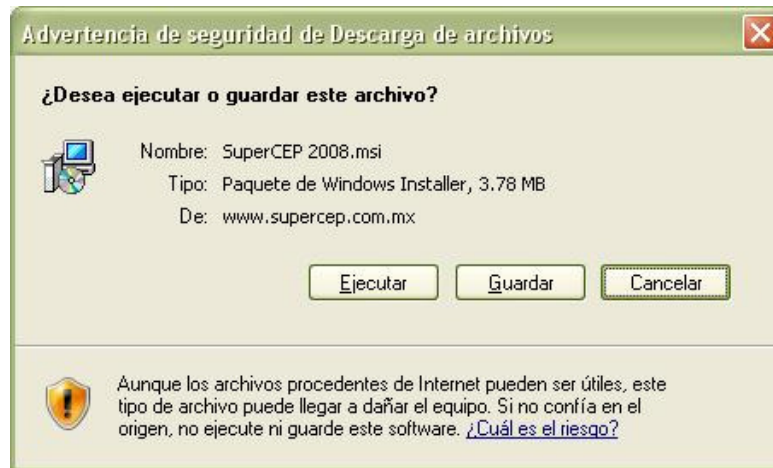 Advertencia de seguridad de Descarga de archivos
¿Desea ejecutar o guardar este archivo?
Nombre: SuperCEP 2008.msi
Tipo: Paquete de Windows Installer, 3.78 MB
De: www.supercep.com.mx
Ejecutar Guardar Cancelar
Aunque los archivos procedentes de Internet pueden ser útiles, este
tipo de archivo puede llegar a dañar el equipo. Si no confía en el
origen, no ejecute ni guarde este software. ¿Cuál es el riesgo?